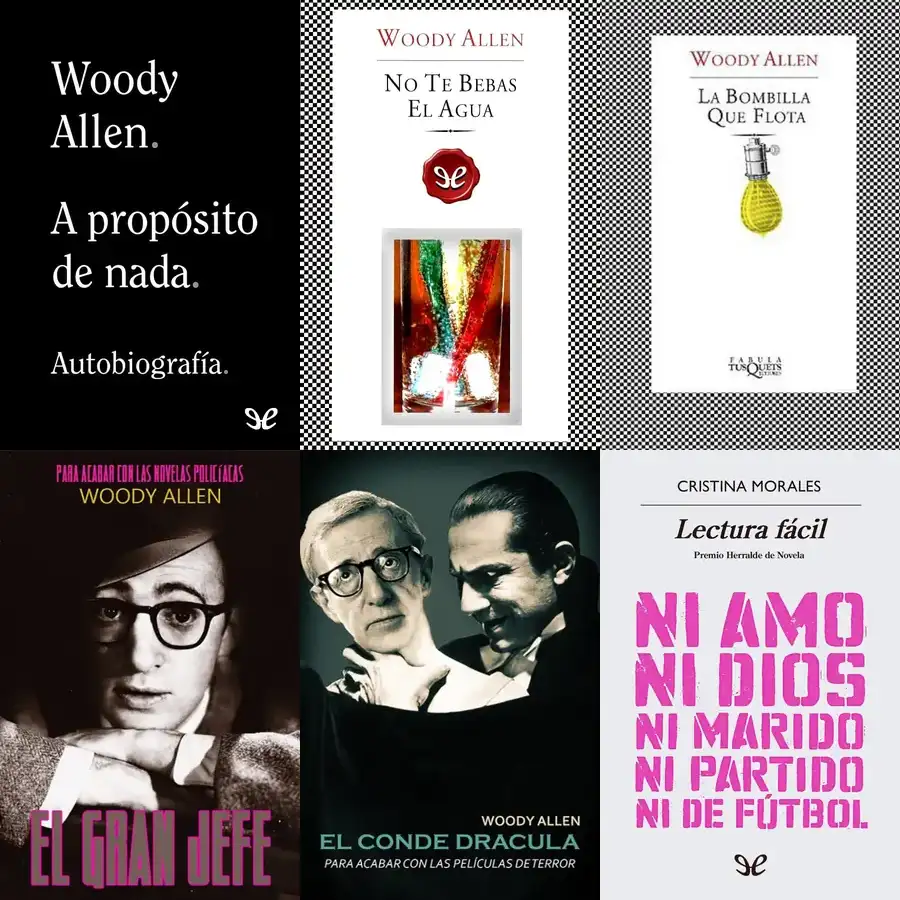 Woody
Allen.
A propósito
de nada.
Autobiografía.
WOODY ALLEN
NO TE BEBAS
EL AGUA
WOODY ALLEN
LA BOMBILLA
QUE FLOTA
FABULA
TUSQUETS
EDITORES
PARA ACABAR CON LAS NOVELAS POLICÍACAS
WOODY ALLEN
EL GRAN JEFE
WOODY ALLEN
EL CONDE DRACULA
PARA ACABAR CON LAS PELÍCULAS DE TERROR
CRISTINA MORALES
Lectura fácil
Premio Herralde de Novela
NI AMO
NI DIOS
NI MARIDO
NI PARTIDO
NI DE FÚTBOL